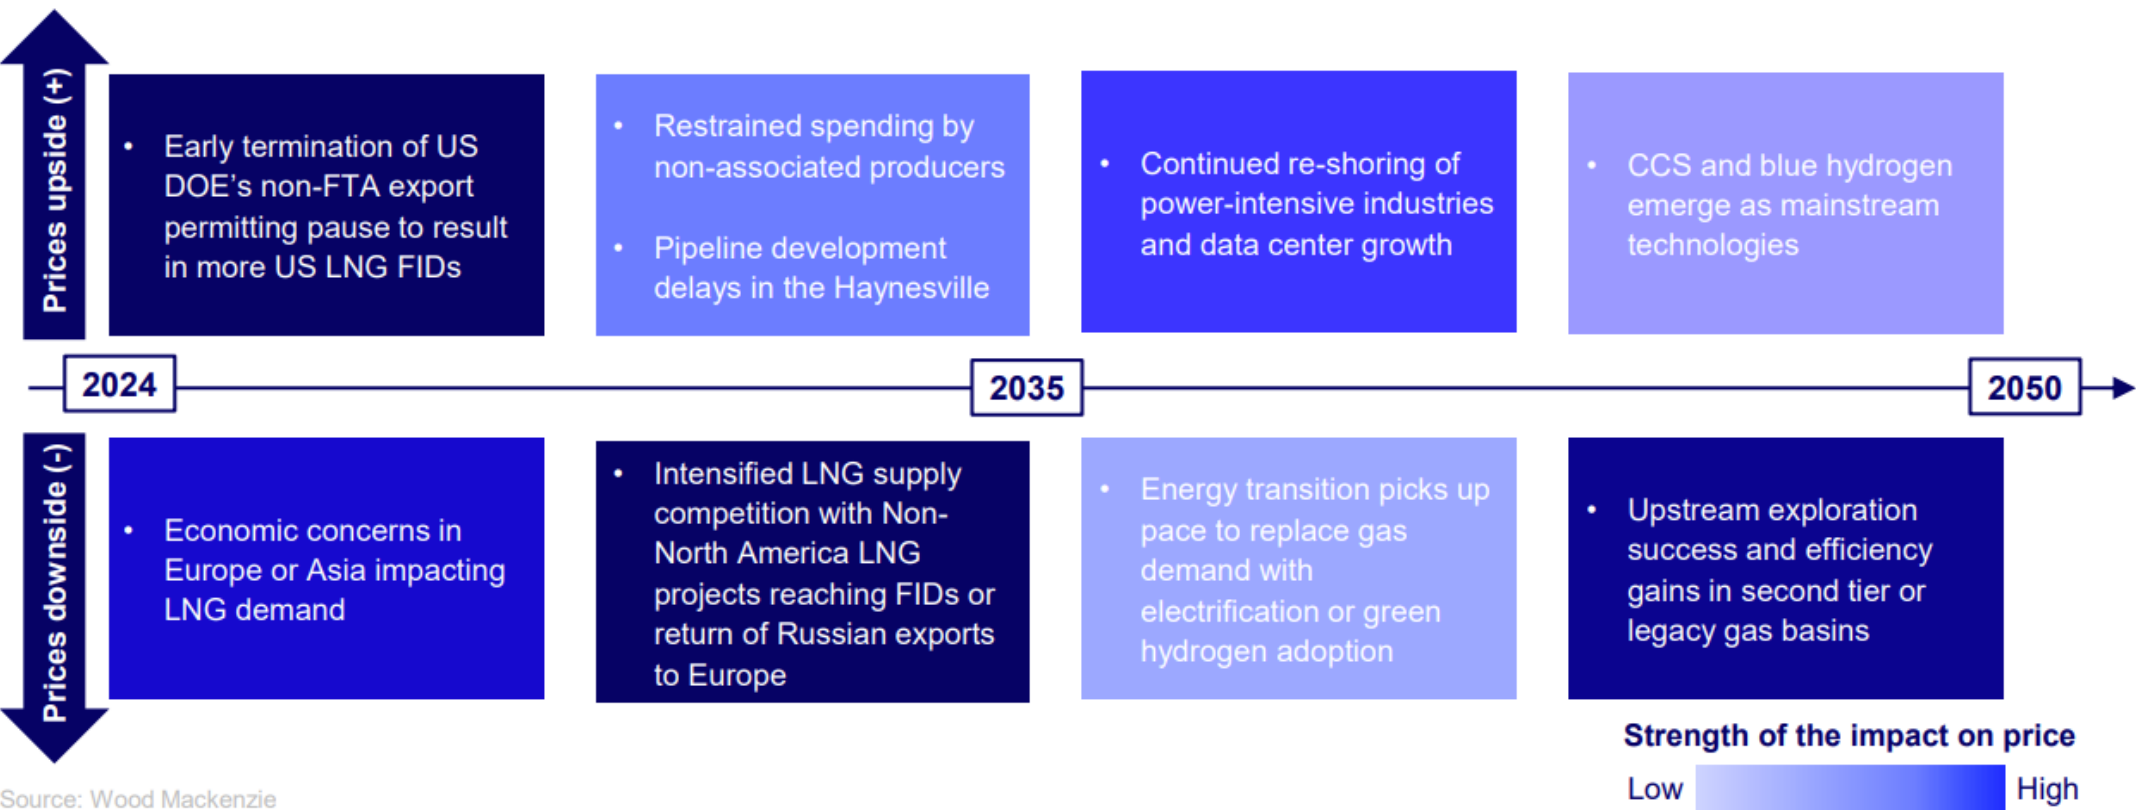 Prices upside (+)
• Early termination of US
DOE’s non-FTA export
permitting pause to result
in more US LNG FIDs
• Restrained spending by
non-associated producers
• Pipeline development
delays in the Haynesville
• Continued re-shoring of
power-intensive industries
and data center growth
• CCS and blue hydrogen
emerge as mainstream
technologies
2024
2035
2050
Prices downside (-)
• Economic concerns in
Europe or Asia impacting
LNG demand
• Intensified LNG supply
competition with Non-
North America LNG
projects reaching FIDs or
return of Russian exports
to Europe
• Energy transition picks up
pace to replace gas
demand with
electrification or green
hydrogen adoption
• Upstream exploration
success and efficiency
gains in second tier or
legacy gas basins
Strength of the impact on price
Low
High
Source: Wood Mackenzie